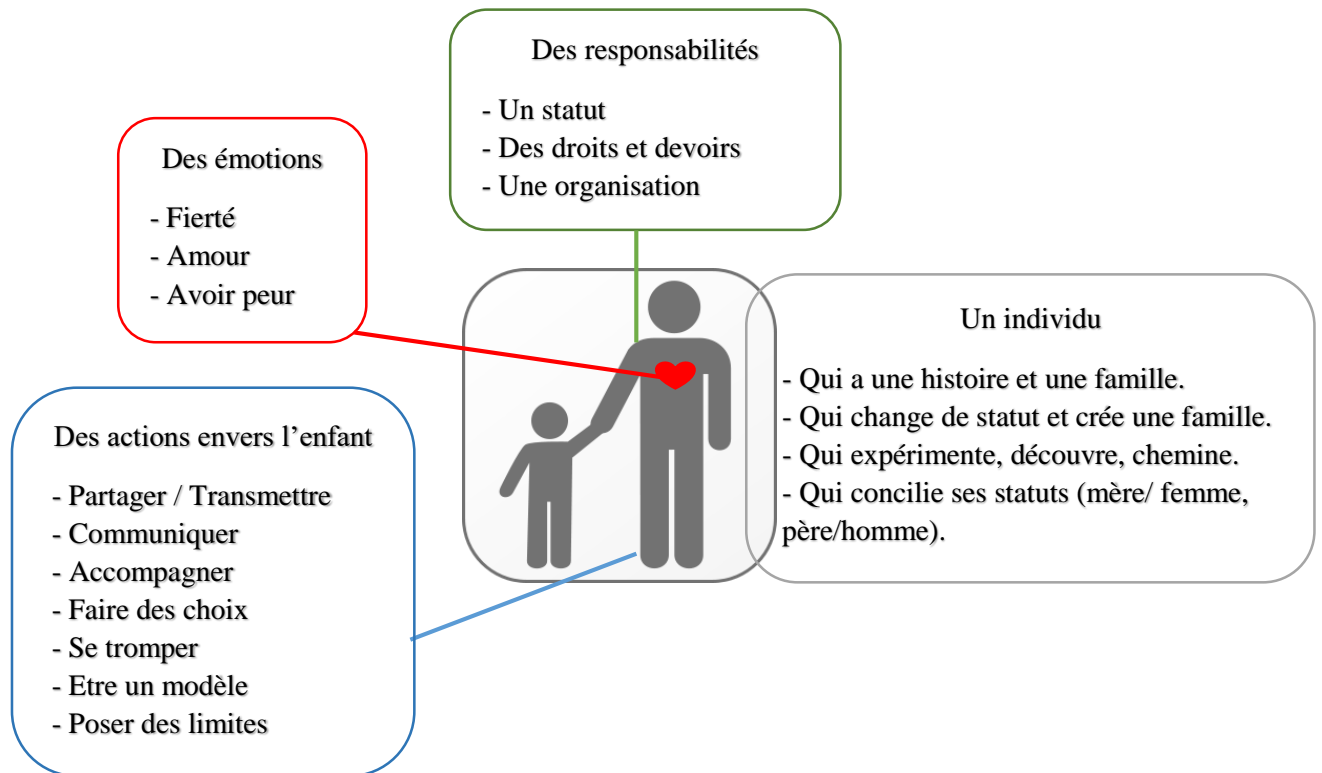 Des responsabilités
- Un statut
- Des droits et devoirs
- Une organisation
Des émotions
- Fierté
- Amour
- Avoir peur
Un individu
- Qui a une histoire et une famille.
- Qui change de statut et crée une famille.
- Qui expérimente, découvre, chemine.
- Qui concilie ses statuts (mère/ femme,
père/homme).
Des actions envers l’enfant
- Partager / Transmettre
- Communiquer
- Accompagner
- Faire des choix
- Se tromper
- Etre un modèle
- Poser des limites